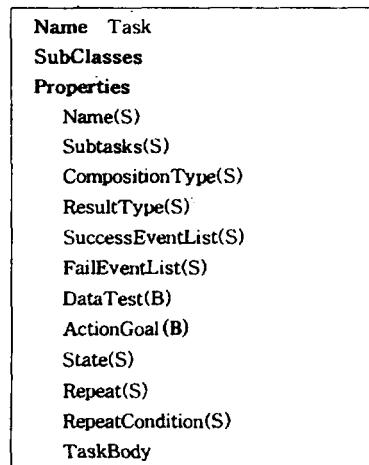 Name Task
SubClasses
Properties
Name(S)
Subtasks(S)
CompositionType(S)
ResultType(S)
SuccessEventList(S)
FailEventList(S)
DataTest(B)
ActionGoal(B)
State(S)
Repeat(S)
RepeatCondition(S)
TaskBody